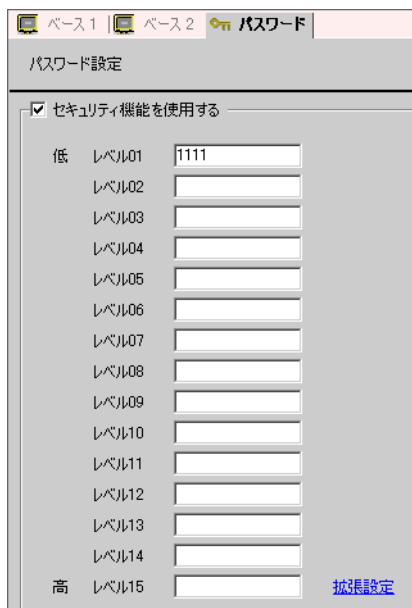 ベース1 ベース2 パスワード
パスワード設定
セキュリティ機能を使用する
低 レベル01 1111
レベル02
レベル03
レベル04
レベル05
レベル06
レベル07
レベル08
レベル09
レベル10
レベル11
レベル12
レベル13
レベル14
高 レベル15 拡張設定